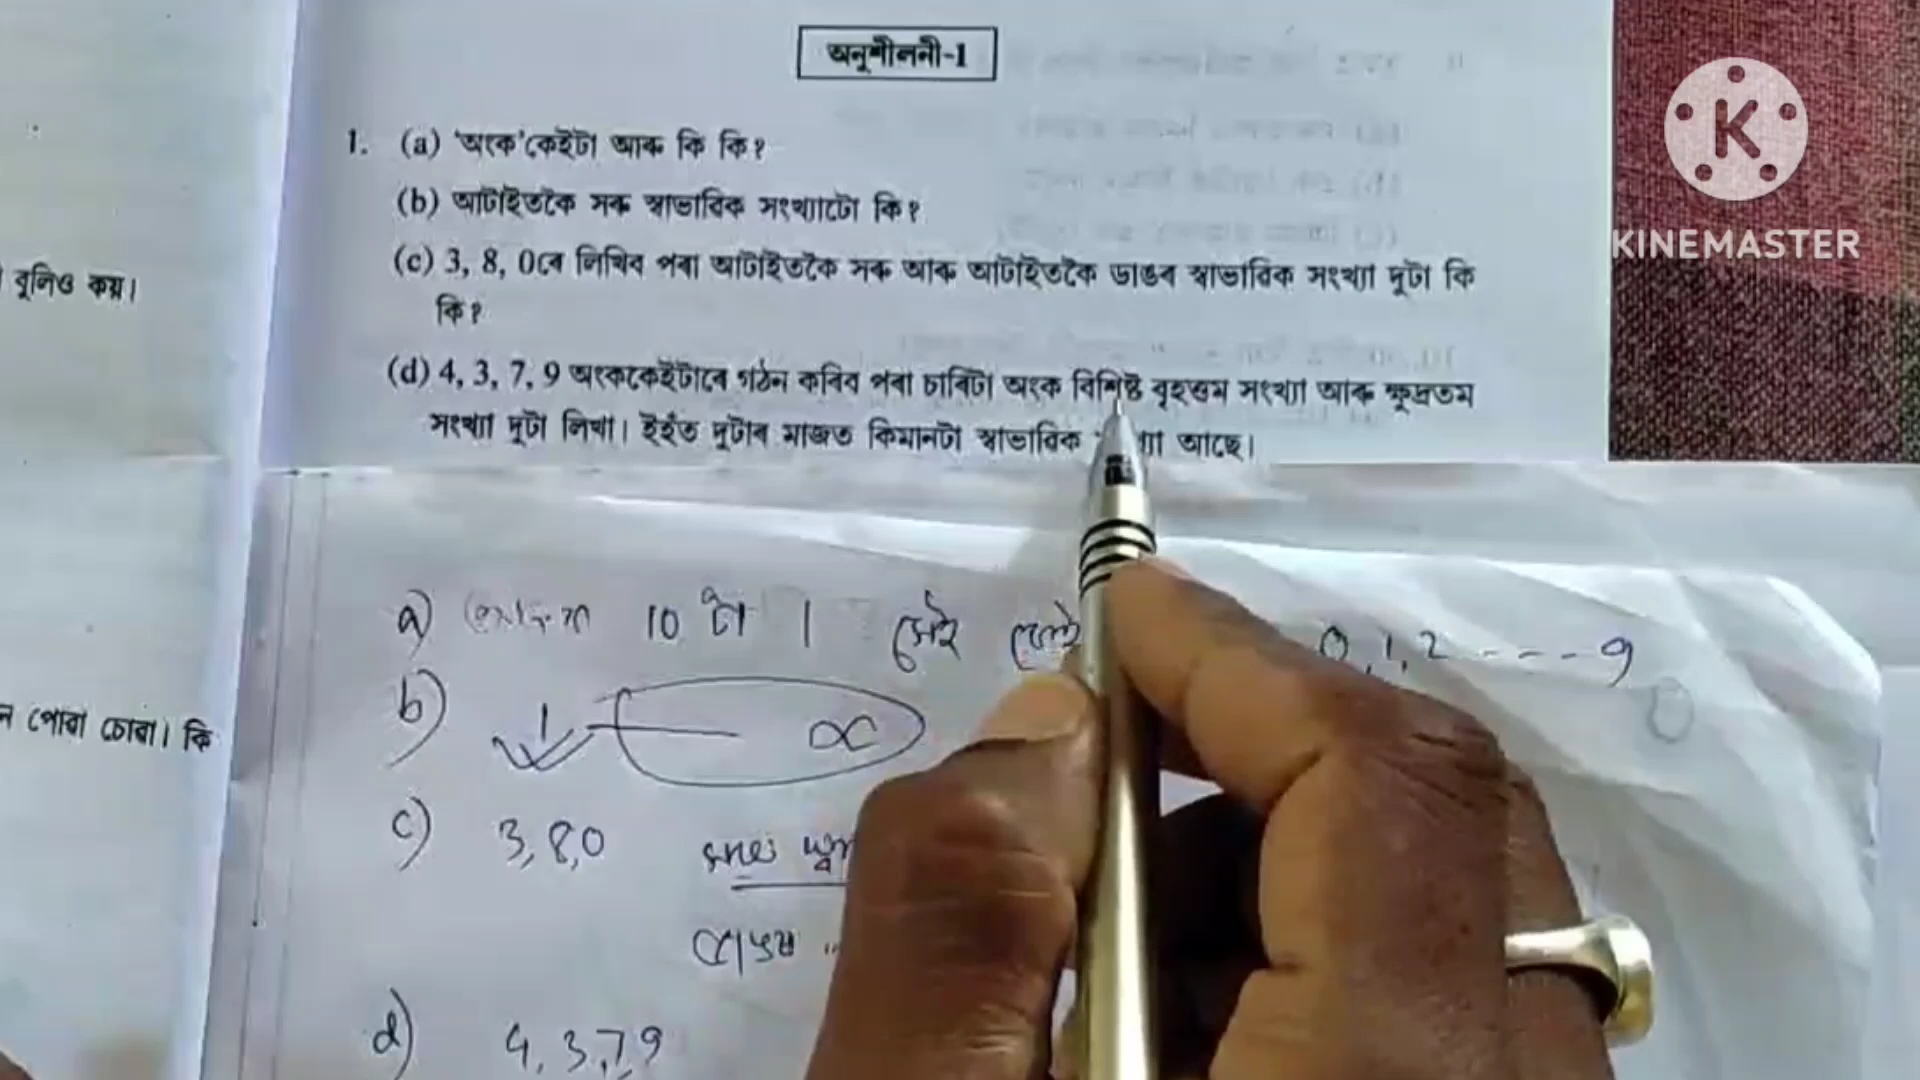 অনুশীলনী-1
1. (a) 'অংক'কেইটা আৰু কি কি?
(b) আটাইতকৈ সৰু স্বাভাৱিক সংখ্যাটো কি?
(c) 3, 8, 0ৰে লিখিব পৰা আটাইতকৈ সৰু আৰু আটাইতকৈ ডাঙৰ স্বাভাৱিক সংখ্যা দুটা কি
কি?
(d) 4, 3, 7, 9 অংককেইটাৰে গঠন কৰিব পৰা চাৰিটা অংক বিশিষ্ট বৃহত্তম সংখ্যা আৰু ক্ষুদ্ৰতম
সংখ্যা দুটা লিখা। ইহঁত দুটাৰ মাজত কিমানটা স্বাভাৱিক আছে।
বুলিও কয়।
পোৱা চোৱা। কি
KINEMASTER
a) 10 টা। সেই 0, 1, 2 ---- 9
0
b) 1
c) 3, 8, 0
d) 4, 3, 7, 9